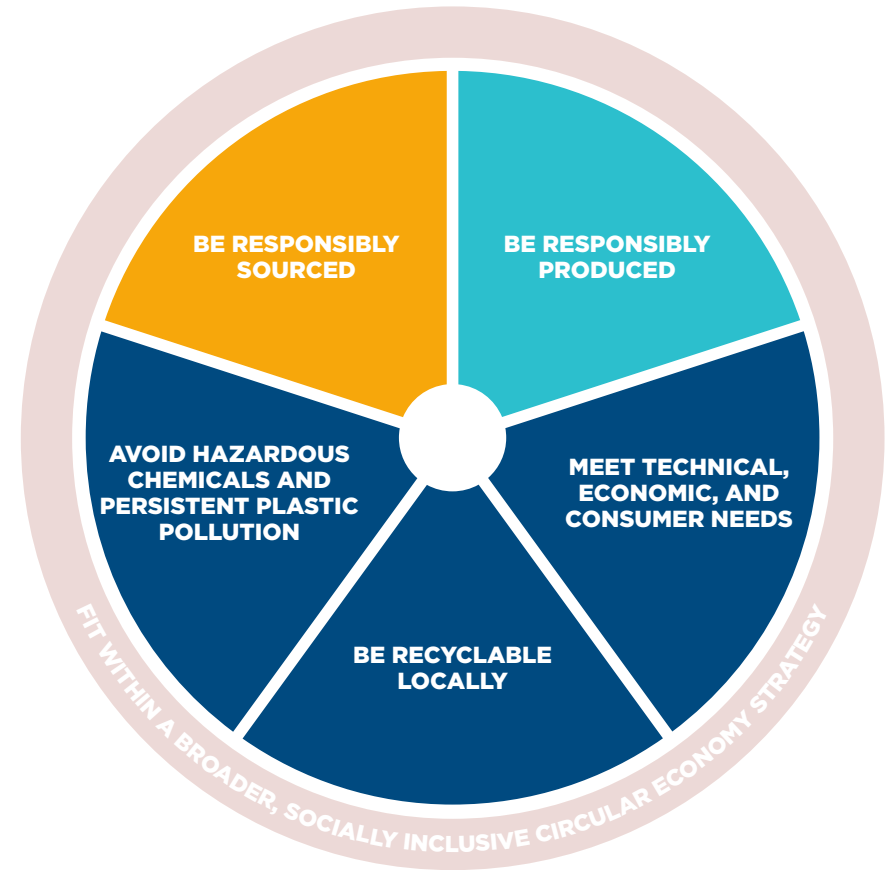 BE RESPONSIBLY
SOURCED
BE RESPONSIBLY
PRODUCED
AVOID HAZARDOUS
CHEMICALS AND
PERSISTENT PLASTIC
POLLUTION
MEET TECHNICAL,
ECONOMIC, AND
CONSUMER NEEDS
BE RECYCLABLE
LOCALLY
FIT WITHIN A BROADER, SOCIALLY INCLUSIVE CIRCULAR ECONOMY STRATEGY